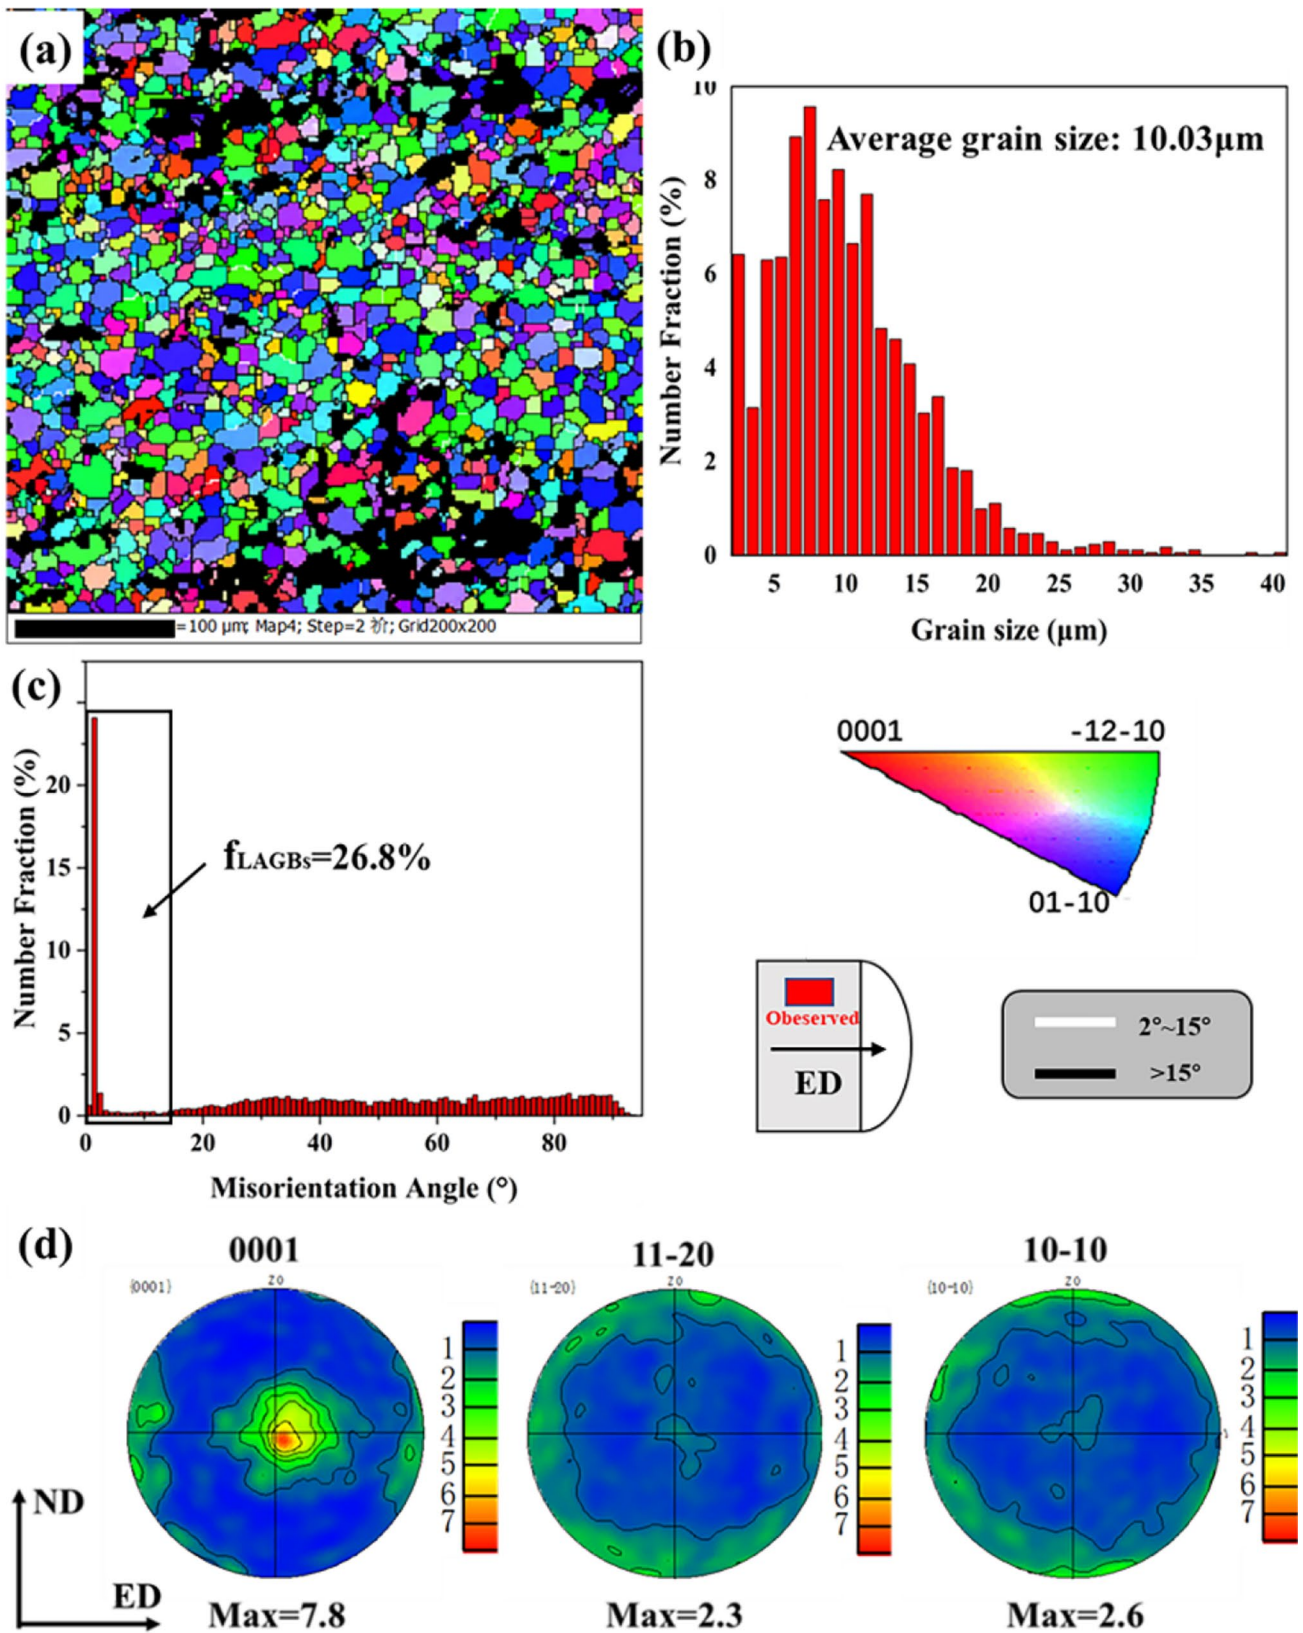 (a)
=100 µm; Map4; Step=2 祄; Grid200x200
(b)
10
8
6
4
2
0
Number Fraction (%)
Average grain size: 10.03µm
5 10 15 20 25 30 35 40
Grain size (µm)
(c)
20
15
10
5
0
Number Fraction (%)
fLAGBs=26.8%
0 20 40 60 80
Misorientation Angle (°)
0001 -12-10
01-10
Obeserved
ED
2°~15°
>15°
(d)
0001
{0001}
Z0
1
2
3
4
5
6
7
Max=7.8
11-20
{11-20}
Z0
1
2
3
4
5
6
7
Max=2.3
10-10
{10-10}
Z0
1
2
3
4
5
6
7
Max=2.6
ND
ED